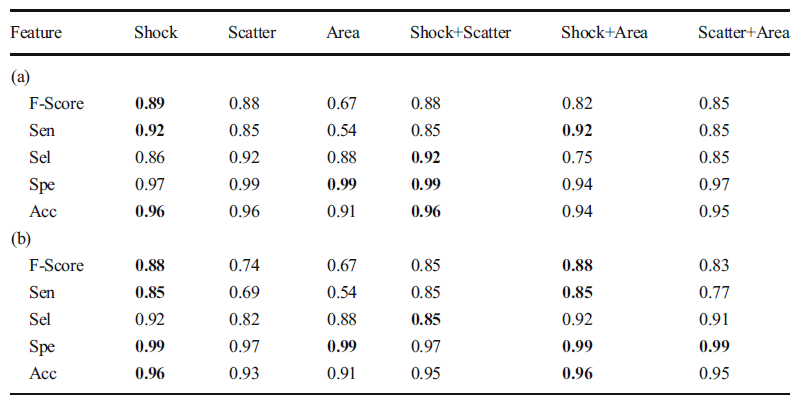 Feature Shock Scatter Area Shock+Scatter Shock+Area Scatter+Area
(a)
F-Score 0.89 0.88 0.67 0.88 0.82 0.85
Sen 0.92 0.85 0.54 0.85 0.92 0.85
Sel 0.86 0.92 0.88 0.92 0.75 0.85
Spe 0.97 0.99 0.99 0.99 0.94 0.97
Acc 0.96 0.96 0.91 0.96 0.94 0.95
(b)
F-Score 0.88 0.74 0.67 0.85 0.88 0.83
Sen 0.85 0.69 0.54 0.85 0.85 0.77
Sel 0.92 0.82 0.88 0.85 0.92 0.91
Spe 0.99 0.97 0.99 0.97 0.99 0.99
Acc 0.96 0.93 0.91 0.95 0.96 0.95